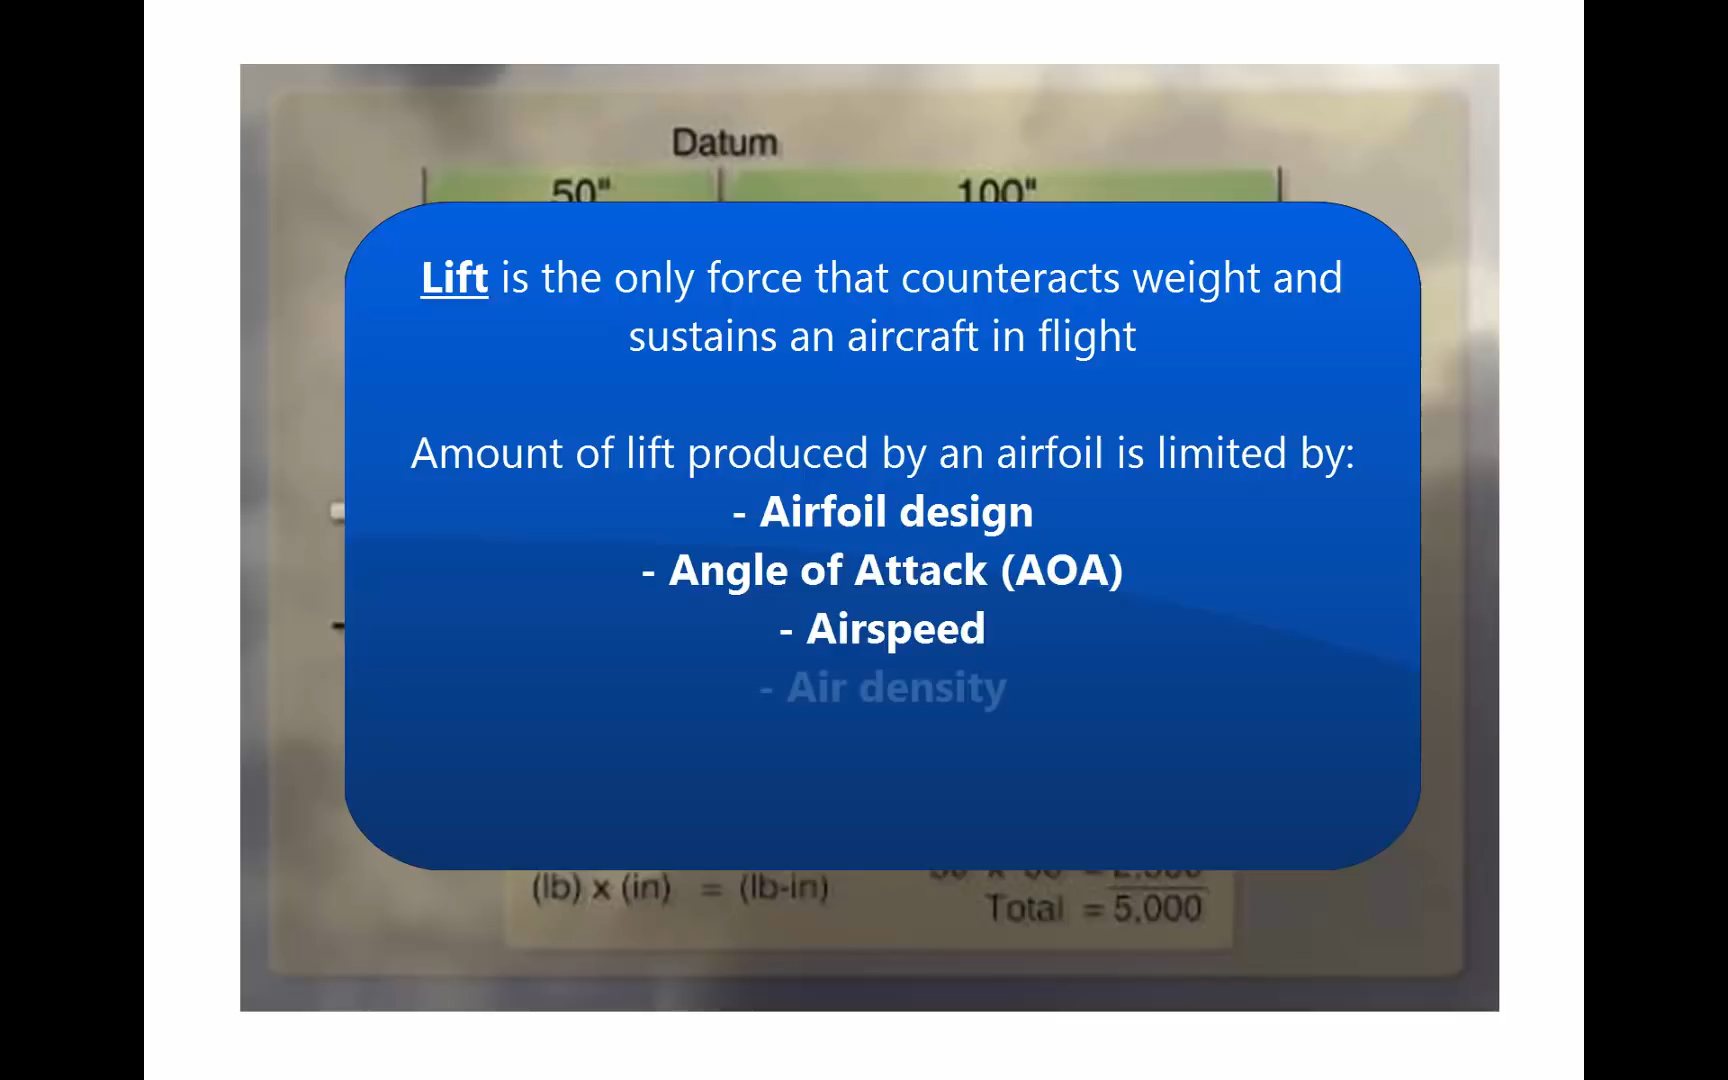 Datum
50" 100"
Lift is the only force that counteracts weight and
sustains an aircraft in flight
Amount of lift produced by an airfoil is limited by:
- Airfoil design
- Angle of Attack (AOA)
- Airspeed
- Air density
(lb) x (in) = (lb-in)
Total = 5,000